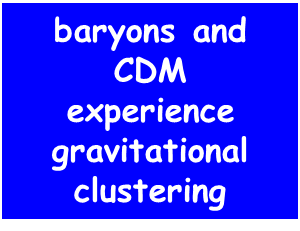 baryons and
CDM
experience
gravitational
clustering